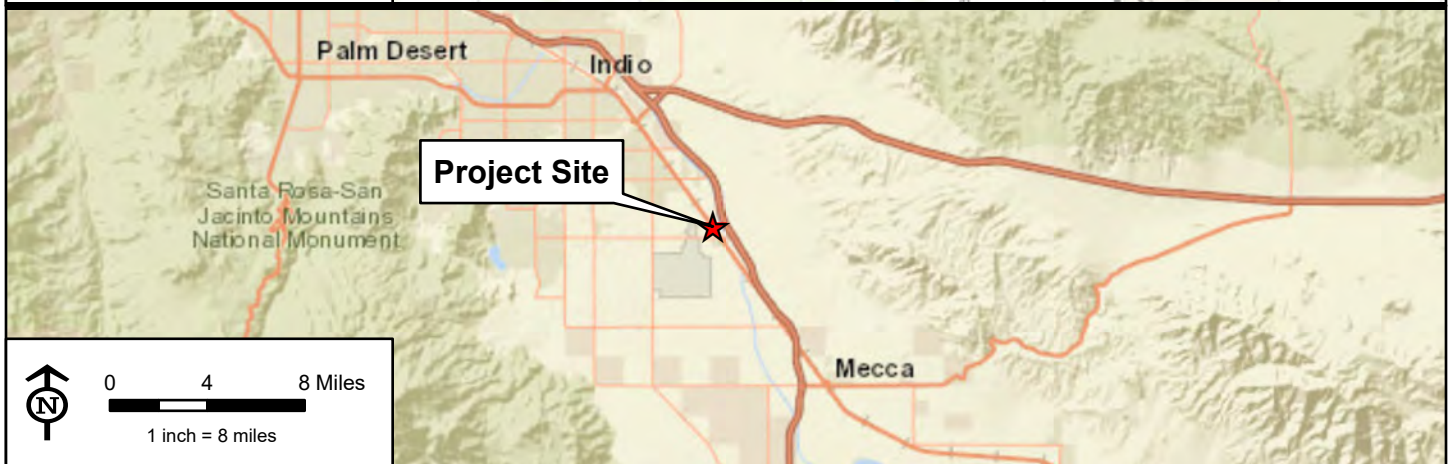 Palm Desert
Indio
Project Site
Santa Rosa-San
Jacinto Mountains
National Monument
Mecca
N
0 4 8 Miles
1 inch = 8 miles